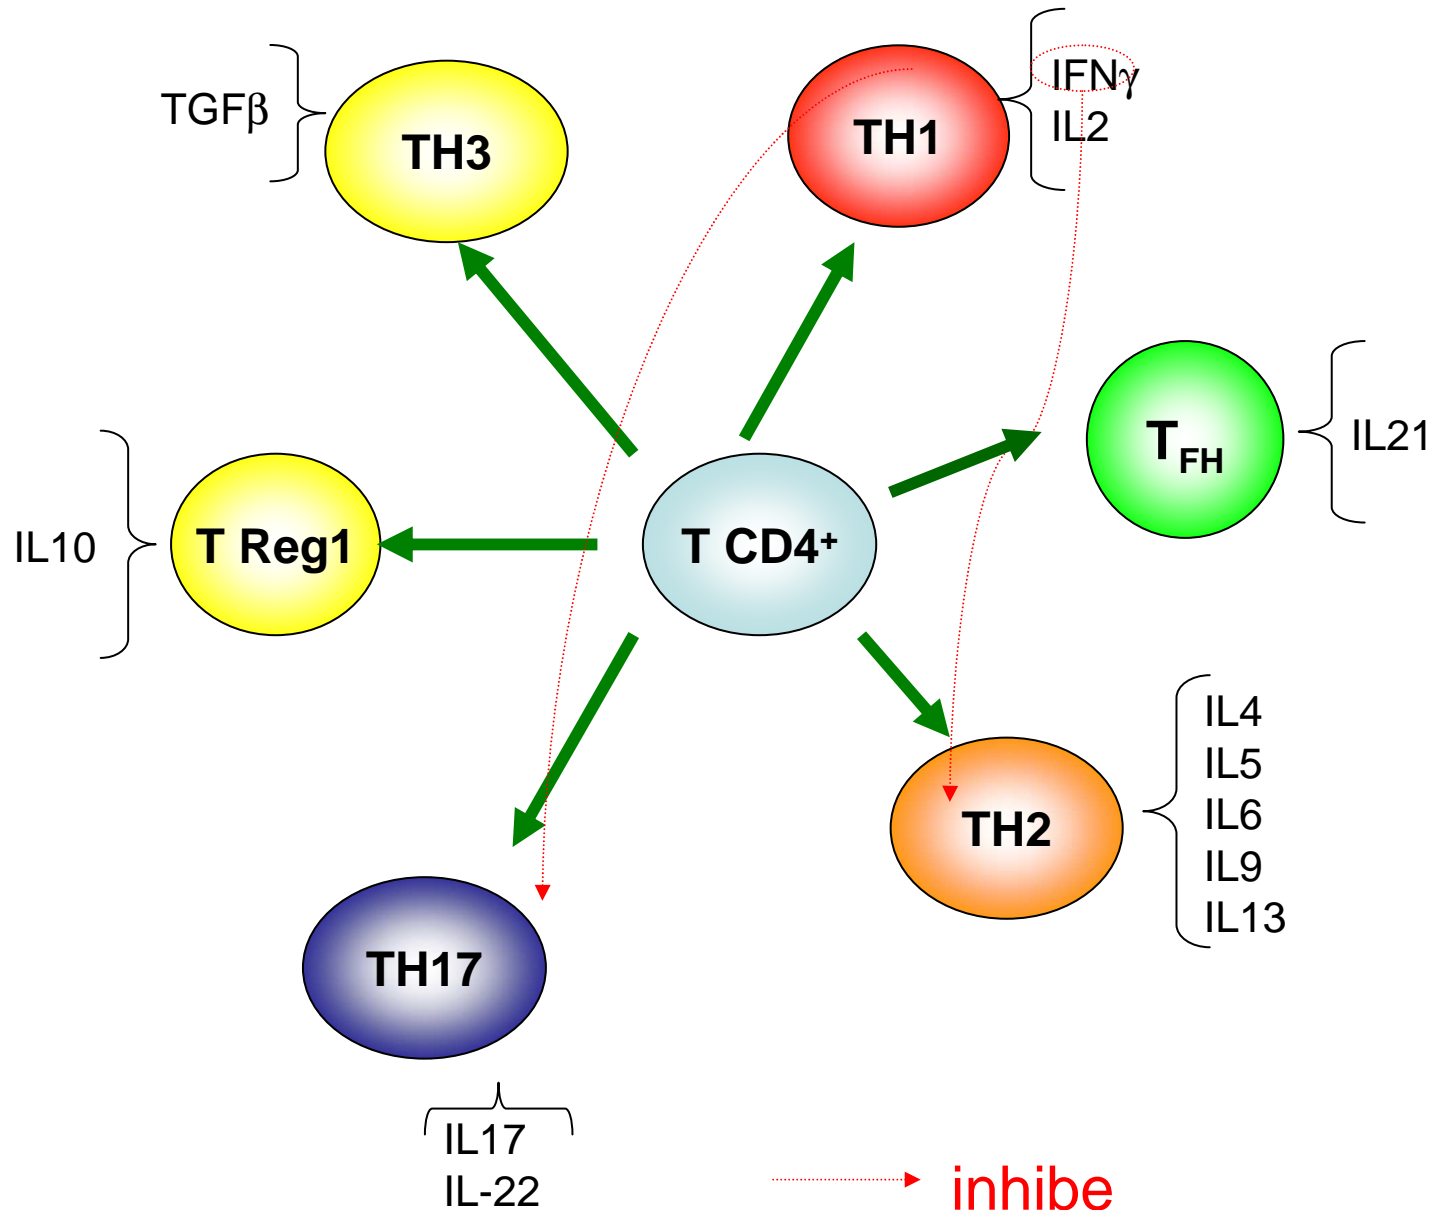 TGFβ
TH3
TH1
IFNγ
IL2
T_FH
IL21
IL10
T Reg1
T CD4⁺
IL4
IL5
IL6
IL9
IL13
TH2
TH17
IL17
IL-22
inhibe